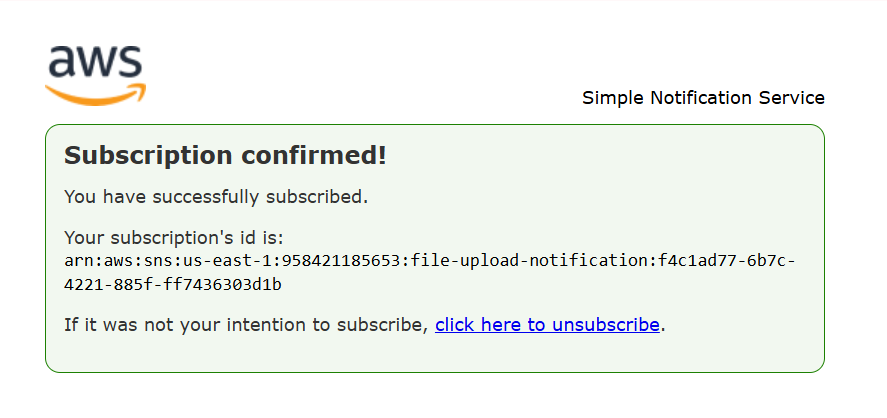 aws
Simple Notification Service
Subscription confirmed!
You have successfully subscribed.
Your subscription's id is:
arn:aws:sns:us-east-1:958421185653:file-upload-notification:f4c1ad77-6b7c-
4221-885f-ff7436303d1b
If it was not your intention to subscribe, click here to unsubscribe.